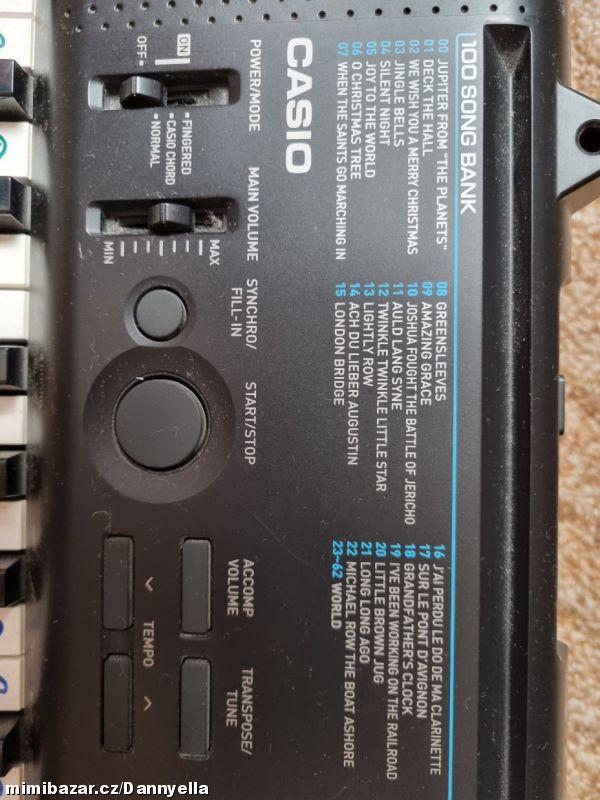 100 SONG BANK
00 JUPITER FROM "THE PLANETS"
01 DECK THE HALL
02 WE WISH YOU A MERRY CHRISTMAS
03 JINGLE BELLS
04 SILENT NIGHT
05 JOY TO THE WORLD
06 O CHRISTMAS TREE
07 WHEN THE SAINTS GO MARCHING IN
08 GREENSLEEVES
09 AMAZING GRACE
10 JOSHUA FOUGHT THE BATTLE OF JERICHO
11 AULD LANG SYNE
12 TWINKLE TWINKLE LITTLE STAR
13 LIGHTLY ROW
14 ACH DU LIEBER AUGUSTIN
15 LONDON BRIDGE
16 J'AI PERDU LE DO DE MA CLARINETTE
17 SUR LE PONT D'AVIGNON
18 GRANDFATHER'S CLOCK
19 I'VE BEEN WORKING ON THE RAILROAD
20 LITTLE BROWN JUG
21 LONG LONG AGO
22 MICHAEL ROW THE BOAT ASHORE
23~62 WORLD
CASIO
POWER/MODE
ON
OFF
FINGERED
CASIO CHORD
NORMAL
MAIN VOLUME
MAX
MIN
SYNCHRO/
FILL-IN
START/STOP
ACCOMP
VOLUME
TEMPO
TRANSPOSE/
TUNE
mimibazar.cz/Dannyella